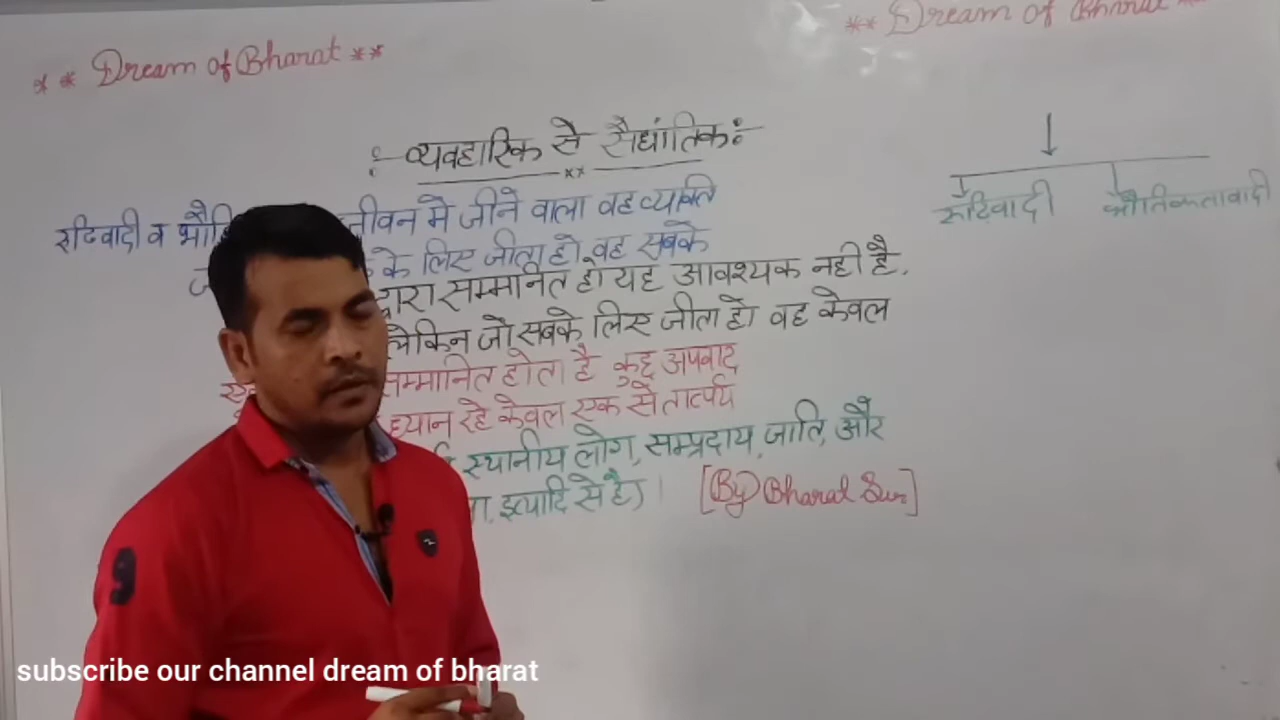 ** Dream of Bharat **
** Dream of Bharat
:- व्यवहारिक से सैधांतिक :-
**
रुढिवादी व जीवन मे जीने वाला वह व्यक्ति
के लिए जीता हो, वह सबके
द्वारा सम्मानित हो यह आवश्यक नही है.
लेकिन जो सबके लिए जीता हो वह केवल
सम्मानित होता है कुछ अपवाद
ध्यान रहे केवल एक से तात्पर्य
स्थानीय लोग, सम्प्रदाय, जाति, और
इत्यादि से है)।
[By Bharat Sir]
रुढिवादी
भौतिकतावादी
subscribe our channel dream of bharat